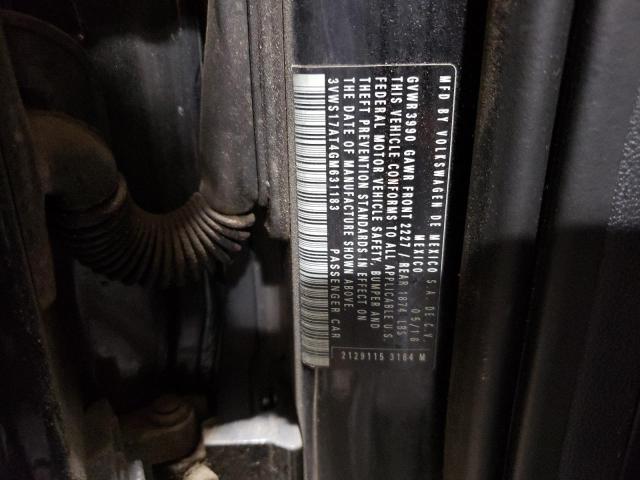 MFD BY VOLKSWAGEN DE MEXICO S.A. DE C.V.
MEXICO 05/16
GVWR 3990 GAWR FRONT 2227 / REAR 1874 LBS
THIS VEHICLE CONFORMS TO ALL APPLICABLE U.S.
FEDERAL MOTOR VEHICLE SAFETY, BUMPER AND
THEFT PREVENTION STANDARDS IN EFFECT ON
THE DATE OF MANUFACTURE SHOWN ABOVE.
3VWS17AT4GM631183 PASSENGER CAR
2129115 3164 M